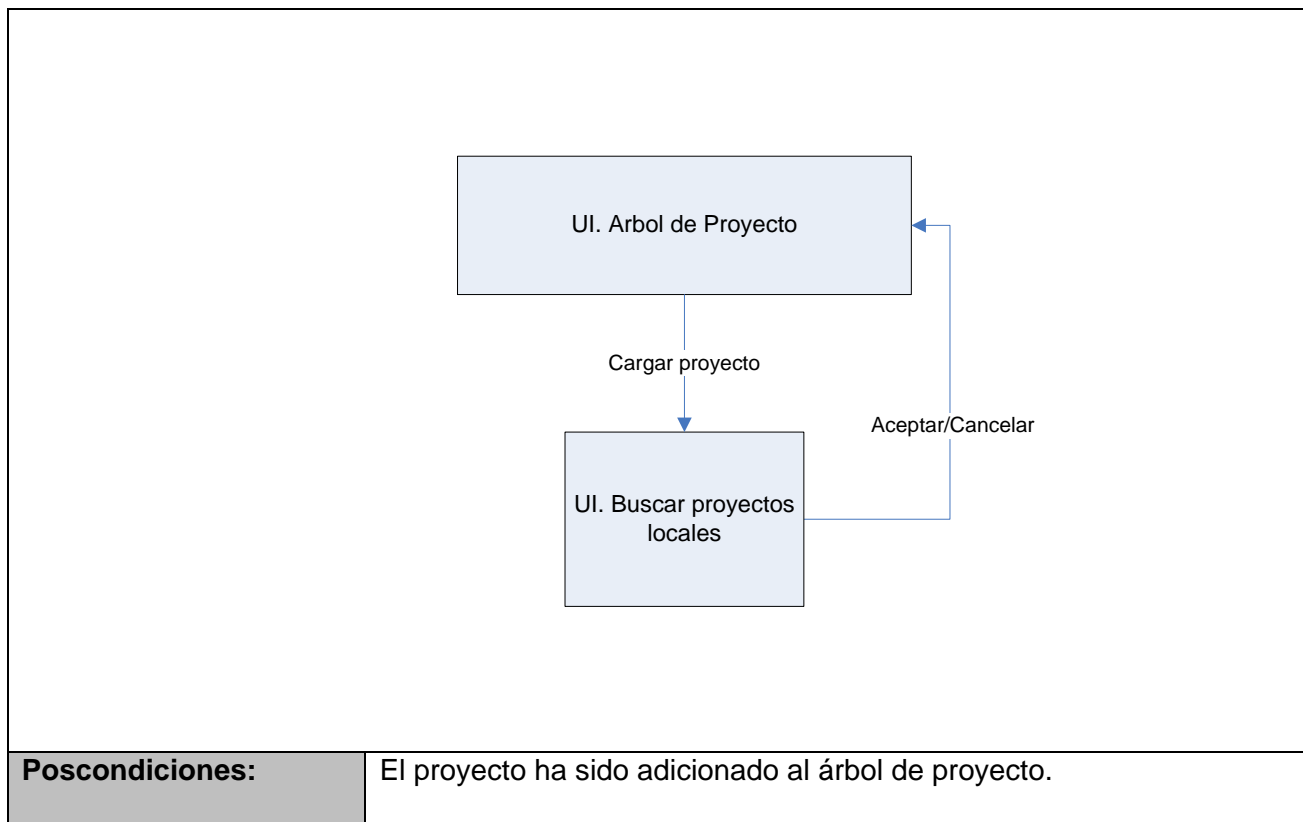 UI. Arbol de Proyecto
Cargar proyecto
Aceptar/Cancelar
UI. Buscar proyectos
locales
Poscondiciones:
El proyecto ha sido adicionado al árbol de proyecto.